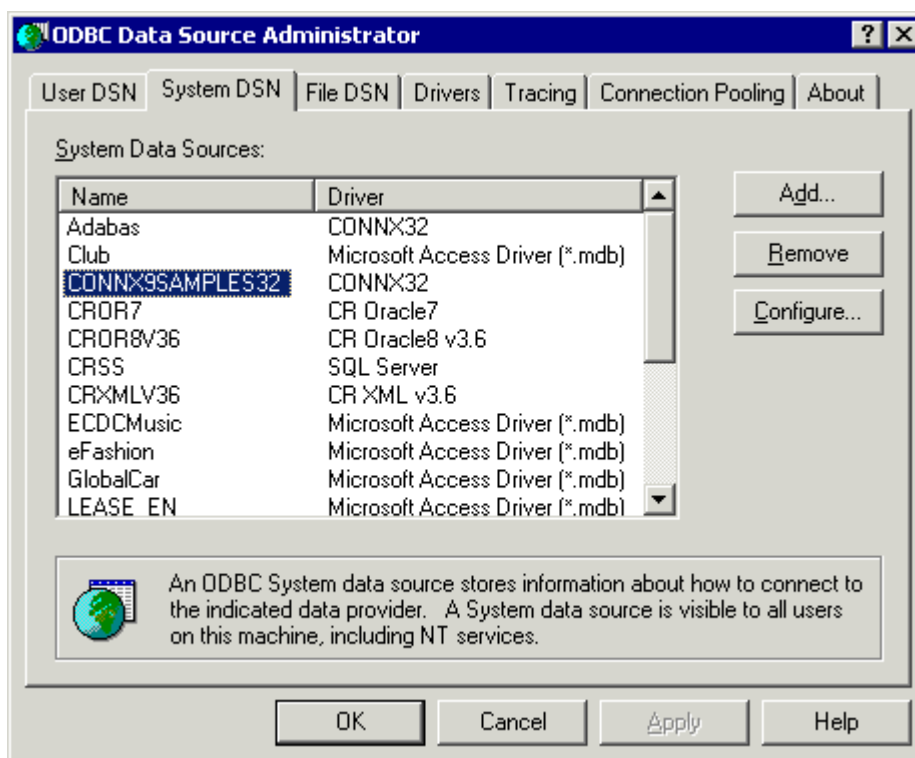 ODBC Data Source Administrator
User DSN System DSN File DSN Drivers Tracing Connection Pooling About
System Data Sources:
Name Driver
Adabas CONNX32
Club Microsoft Access Driver (*.mdb)
CONNX9SAMPLES32 CONNX32
CROR7 CR Oracle7
CROR8V36 CR Oracle8 v3.6
CRSS SQL Server
CRXMLV36 CR XML v3.6
ECDCMusic Microsoft Access Driver (*.mdb)
eFashion Microsoft Access Driver (*.mdb)
GlobalCar Microsoft Access Driver (*.mdb)
LEASE_EN Microsoft Access Driver (*.mdb)
Add...
Remove
Configure...
An ODBC System data source stores information about how to connect to
the indicated data provider. A System data source is visible to all users
on this machine, including NT services.
OK Cancel Apply Help